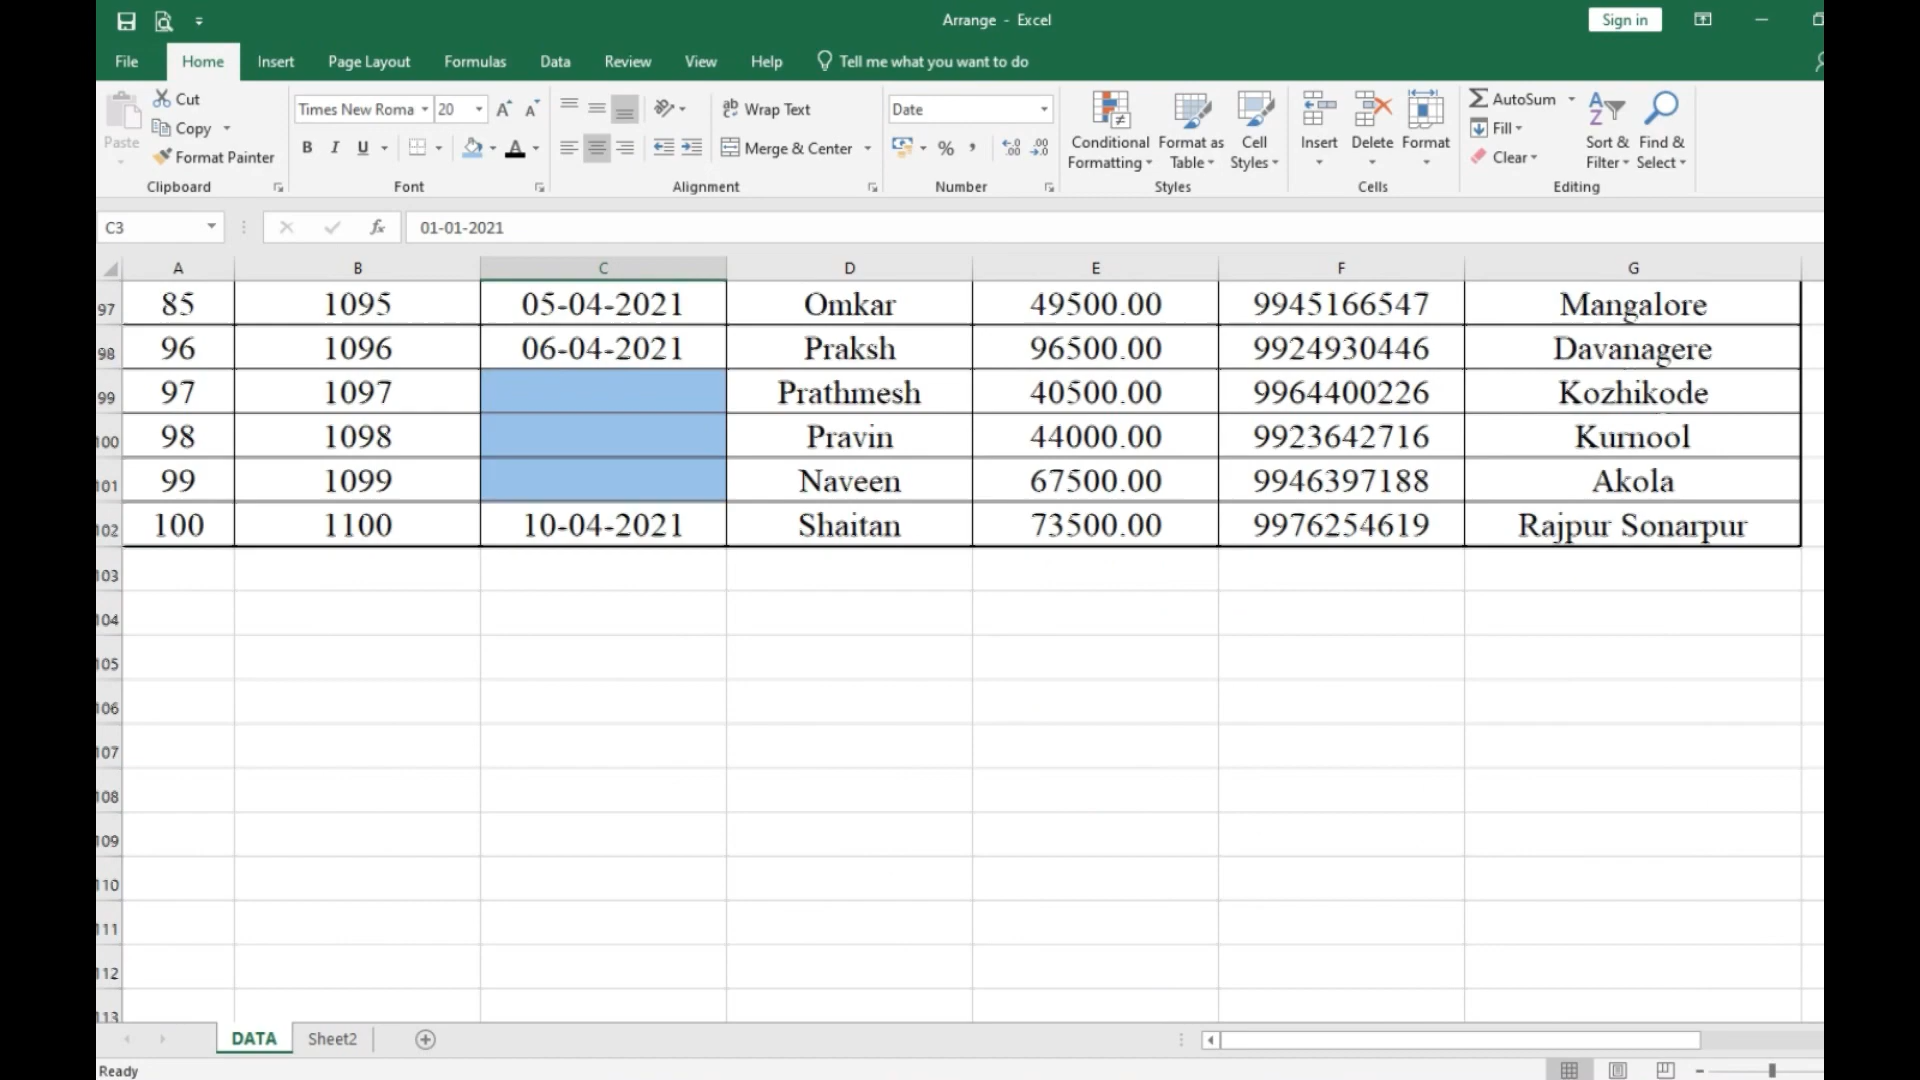 Arrange - Excel
Sign in
File Home Insert Page Layout Formulas Data Review View Help Tell me what you want to do
Paste
Cut
Copy
Format Painter
Clipboard
Times New Roma 20
B I U
Font
Wrap Text
Merge & Center
Alignment
Date
Number
Conditional Formatting
Format as Table
Cell Styles
Styles
Insert Delete Format
Cells
AutoSum
Fill
Clear
Sort & Filter
Find & Select
Editing
C3 fx 01-01-2021
A B C D E F G
97 85 1095 05-04-2021 Omkar 49500.00 9945166547 Mangalore
98 96 1096 06-04-2021 Praksh 96500.00 9924930446 Davanagere
99 97 1097 Prathmesh 40500.00 9964400226 Kozhikode
100 98 1098 Pravin 44000.00 9923642716 Kurnool
101 99 1099 Naveen 67500.00 9946397188 Akola
102 100 1100 10-04-2021 Shaitan 73500.00 9976254619 Rajpur Sonarpur
103
104
105
106
107
108
109
110
111
112
113
DATA Sheet2
Ready